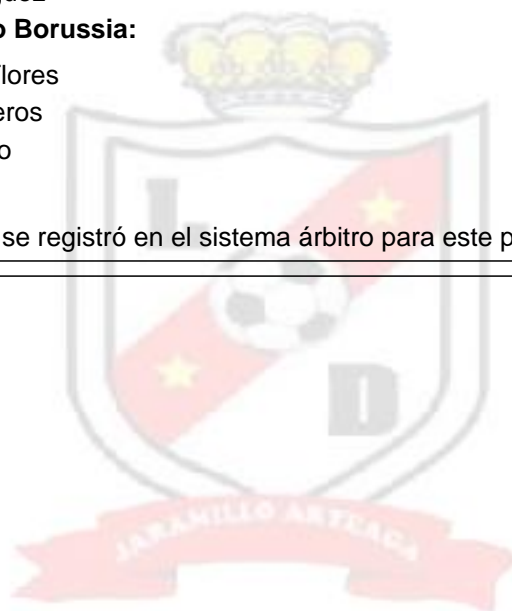 o Borussia:
lores
eros
o
se registró en el sistema árbitro para este p
L
D
JARAMILLO ARTEAGA